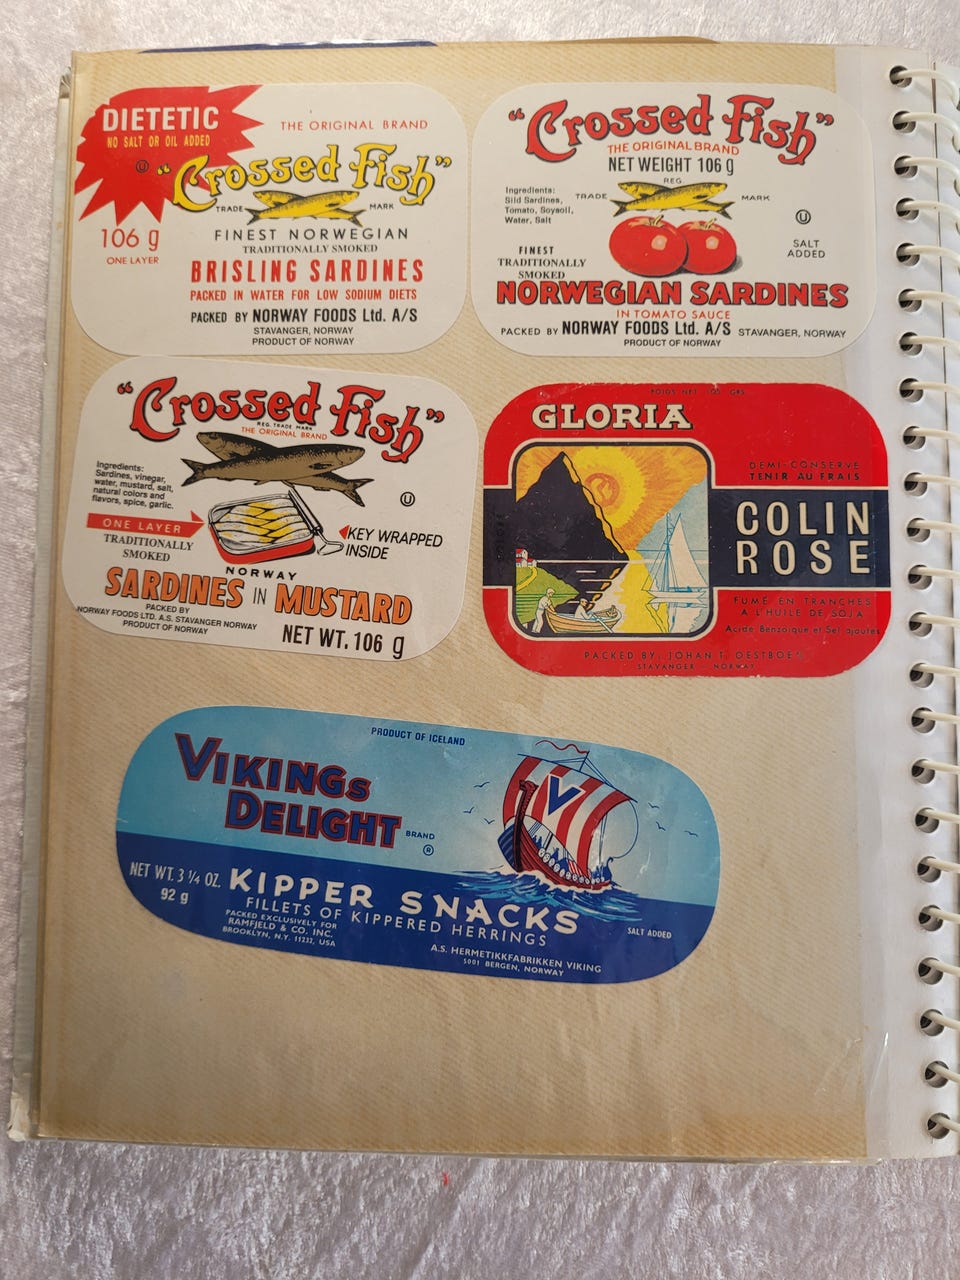 DIETETIC
NO SALT OR OIL ADDED
THE ORIGINAL BRAND
U
"Crossed Fish"
TRADE MARK
106 g
ONE LAYER
FINEST NORWEGIAN
TRADITIONALLY SMOKED
BRISLING SARDINES
PACKED IN WATER FOR LOW SODIUM DIETS
PACKED BY NORWAY FOODS Ltd. A/S
STAVANGER, NORWAY
PRODUCT OF NORWAY
"Crossed Fish"
THE ORIGINAL BRAND
NET WEIGHT 106 g
REG.
TRADE MARK
Ingredients:
Sild Sardines,
Tomato, Soyaoil,
Water, Salt
U
SALT
ADDED
FINEST
TRADITIONALLY
SMOKED
NORWEGIAN SARDINES
IN TOMATO SAUCE
PACKED BY NORWAY FOODS Ltd. A/S STAVANGER, NORWAY
PRODUCT OF NORWAY
"Crossed Fish"
REG. TRADE MARK
THE ORIGINAL BRAND
Ingredients:
Sardines, vinegar,
water, mustard, salt,
natural colors and
flavors, spice, garlic.
U
ONE LAYER
TRADITIONALLY
SMOKED
KEY WRAPPED
INSIDE
NORWAY
SARDINES IN MUSTARD
PACKED BY
NORWAY FOODS LTD. A.S. STAVANGER NORWAY
PRODUCT OF NORWAY
NET WT. 106 g
POIDS NET
GRS
GLORIA
DEMI-CONSERVE
TENIR AU FRAIS
COLIN
ROSE
FUMÉ EN TRANCHES
A L'HUILE DE SOJA
Acide Benzoique et Sel ajoutés
PACKED BY: JOHAN T. OESTBOE
STAVANGER - NORWAY
PRODUCT OF ICELAND
VIKINGS
DELIGHT
BRAND
®
V
NET WT. 3 1/4 OZ.
92 g
KIPPER SNACKS
FILLETS OF KIPPERED HERRINGS
PACKED EXCLUSIVELY FOR
RAMFJELD & CO. INC.
BROOKLYN, N.Y. 11232, USA
SALT ADDED
A.S. HERMETIKKFABRIKKEN VIKING
5001 BERGEN, NORWAY